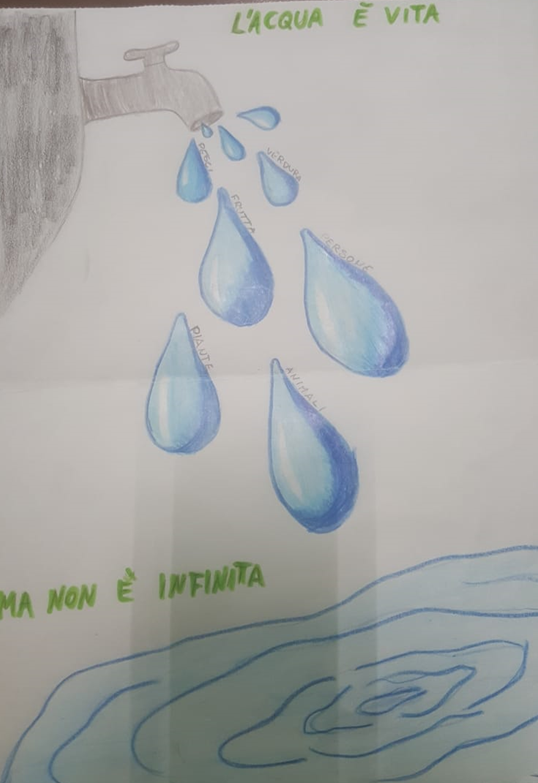 L'ACQUA È VITA
PESCI
VERDURA
FRUTTA
PERSONE
PIANTE
ANIMALI
MA NON È INFINITA